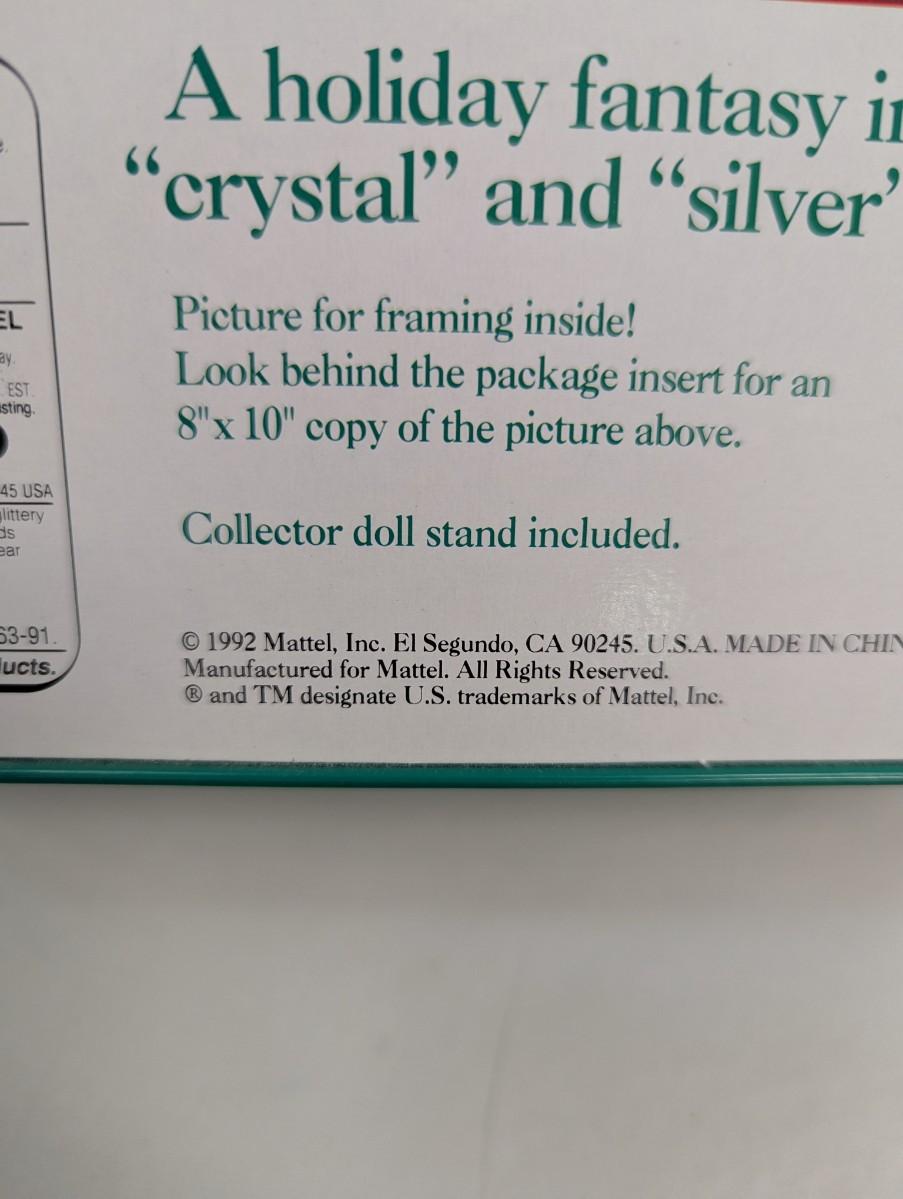 A holiday fantasy in
“crystal” and “silver”
Picture for framing inside!
Look behind the package insert for an
8"x 10" copy of the picture above.
Collector doll stand included.
© 1992 Mattel, Inc. El Segundo, CA 90245. U.S.A. MADE IN CHIN
Manufactured for Mattel. All Rights Reserved.
® and TM designate U.S. trademarks of Mattel, Inc.
e.
EL
ay.
EST.
sting.
45 USA
littery
ds
ear
63-91.
ucts.